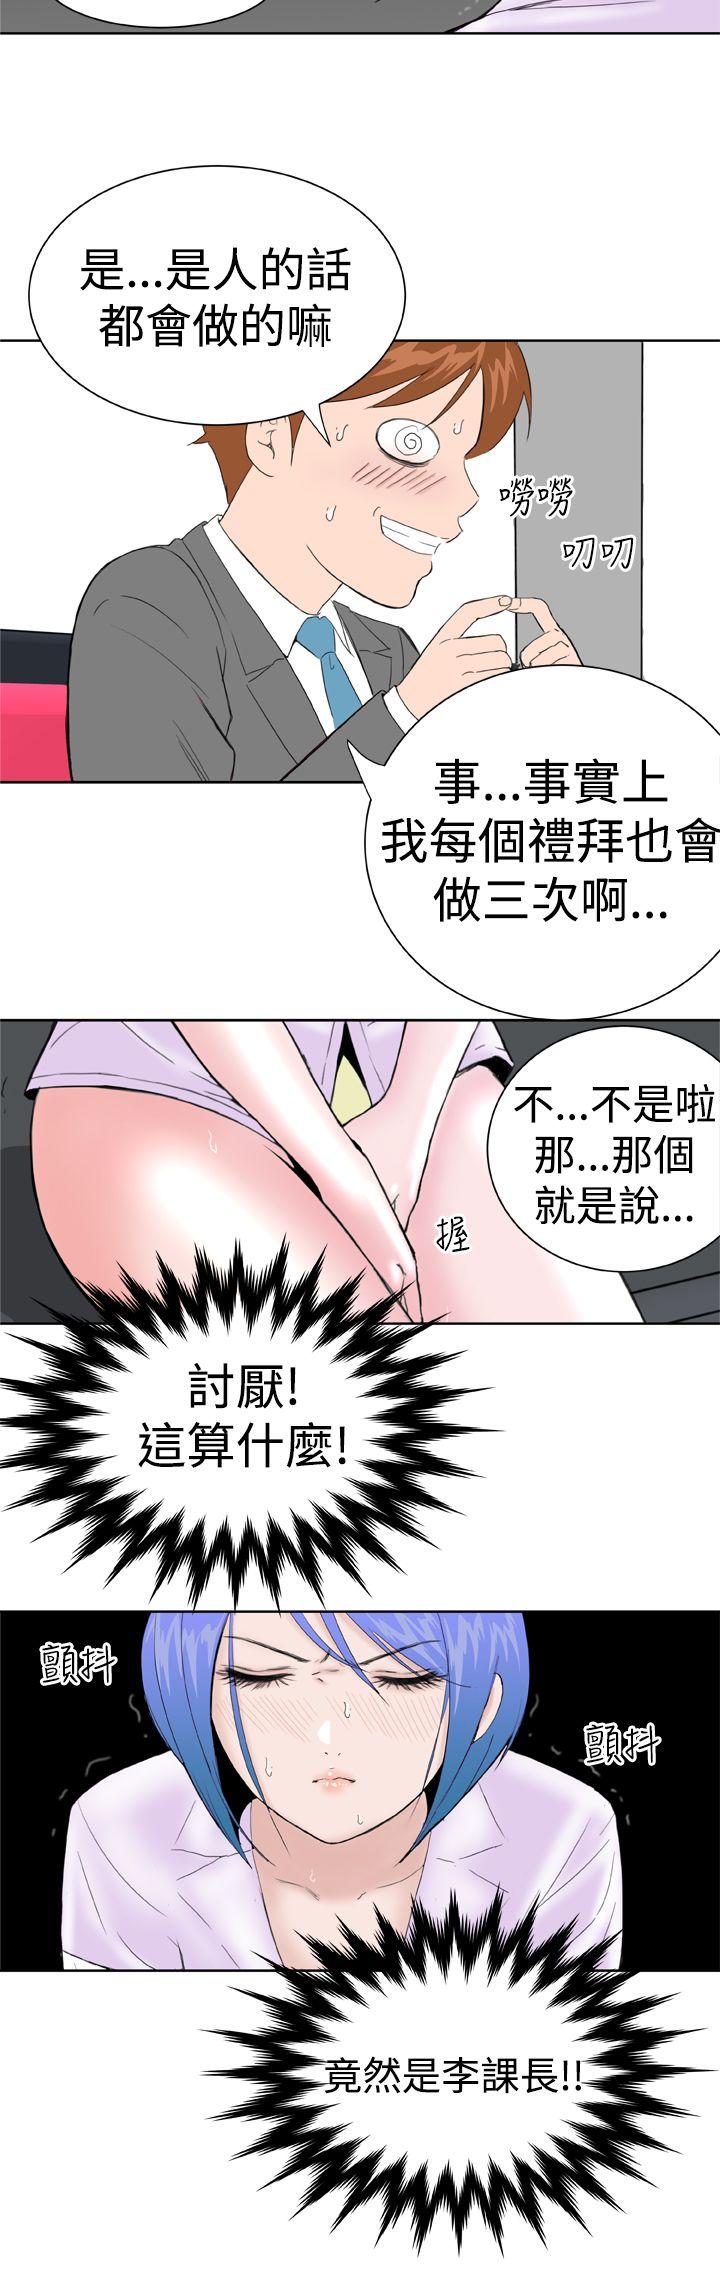 是...是人的話
都會做的嘛
嘮嘮
叨叨
事...事實上
我每個禮拜也會
做三次啊...
不...不是啦
那...那個
就是說...
握
討厭!
這算什麼!
顫抖
顫抖
竟然是李課長!!